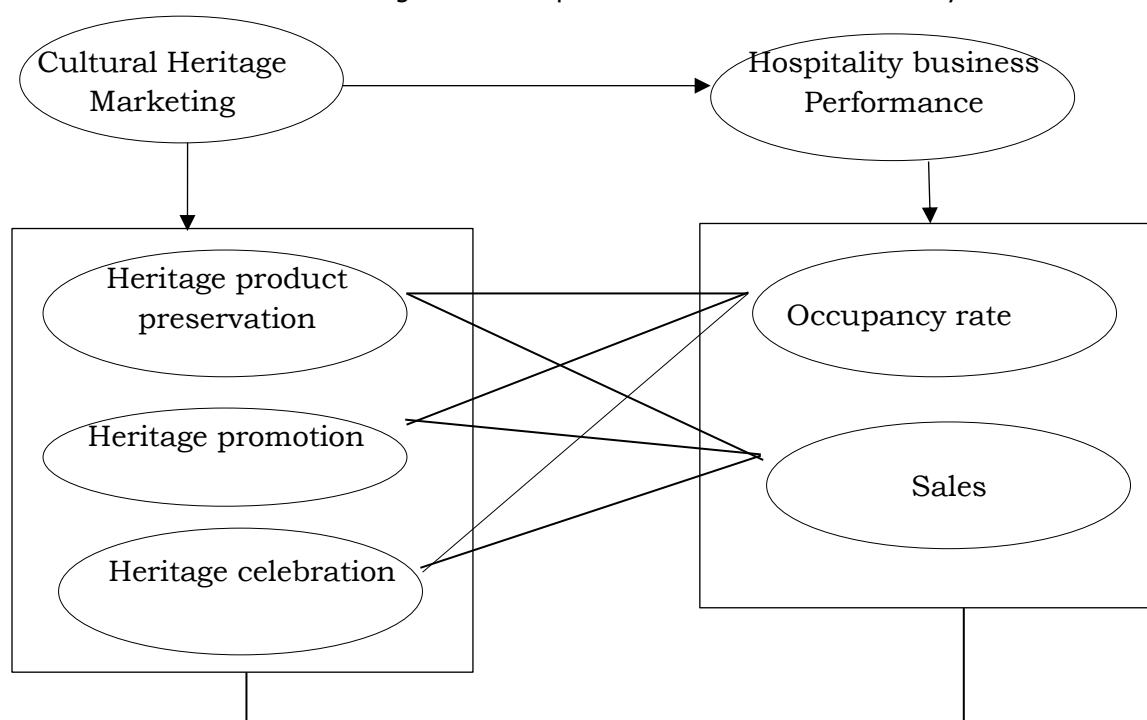 Cultural Heritage
Marketing
Hospitality business
Performance
Heritage product
preservation
Occupancy rate
Heritage promotion
Sales
Heritage celebration